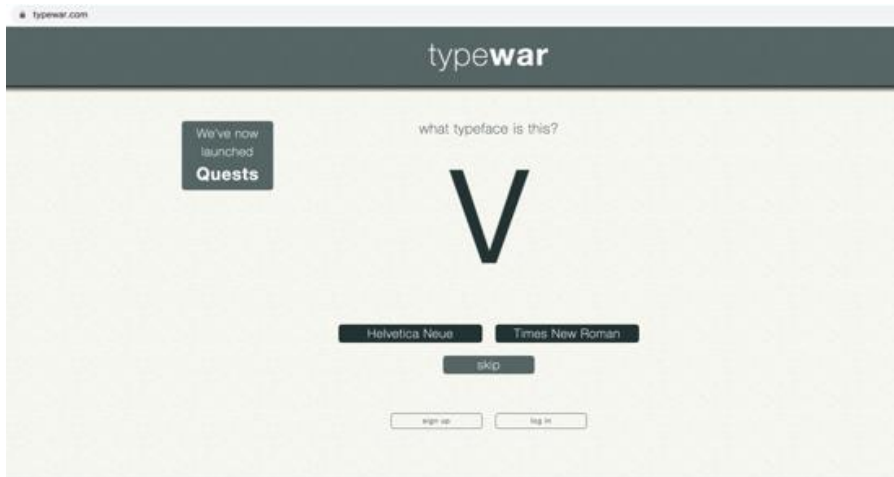 typewar.com
typewar
We've now
launched
Quests
what typeface is this?
V
Helvetica Neue
Times New Roman
skip
sign up
log in